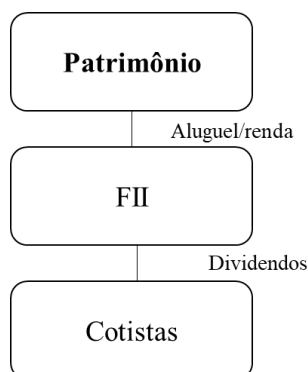 Patrimônio
Aluguel/renda
FII
Dividendos
Cotistas